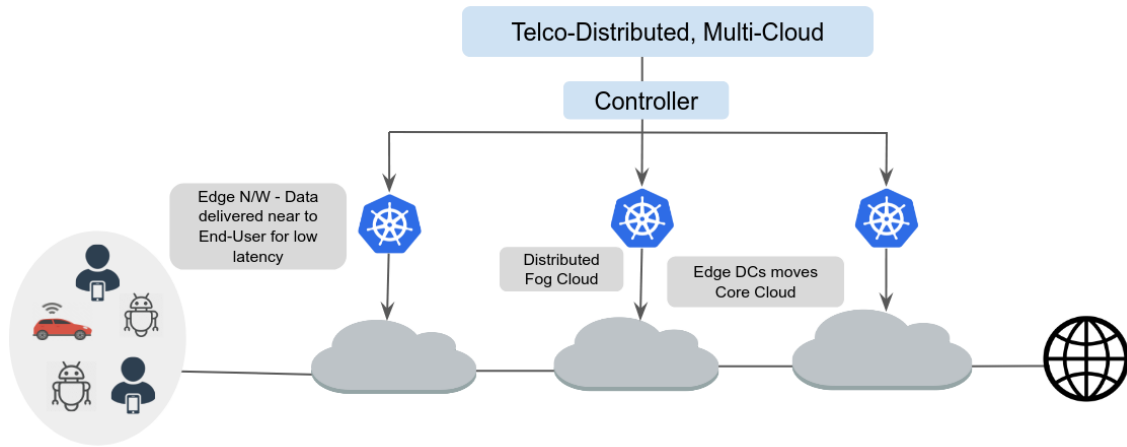 Telco-Distributed, Multi-Cloud
Controller
Edge N/W - Data
delivered near to
End-User for low
latency
Distributed
Fog Cloud
Edge DCs moves
Core Cloud